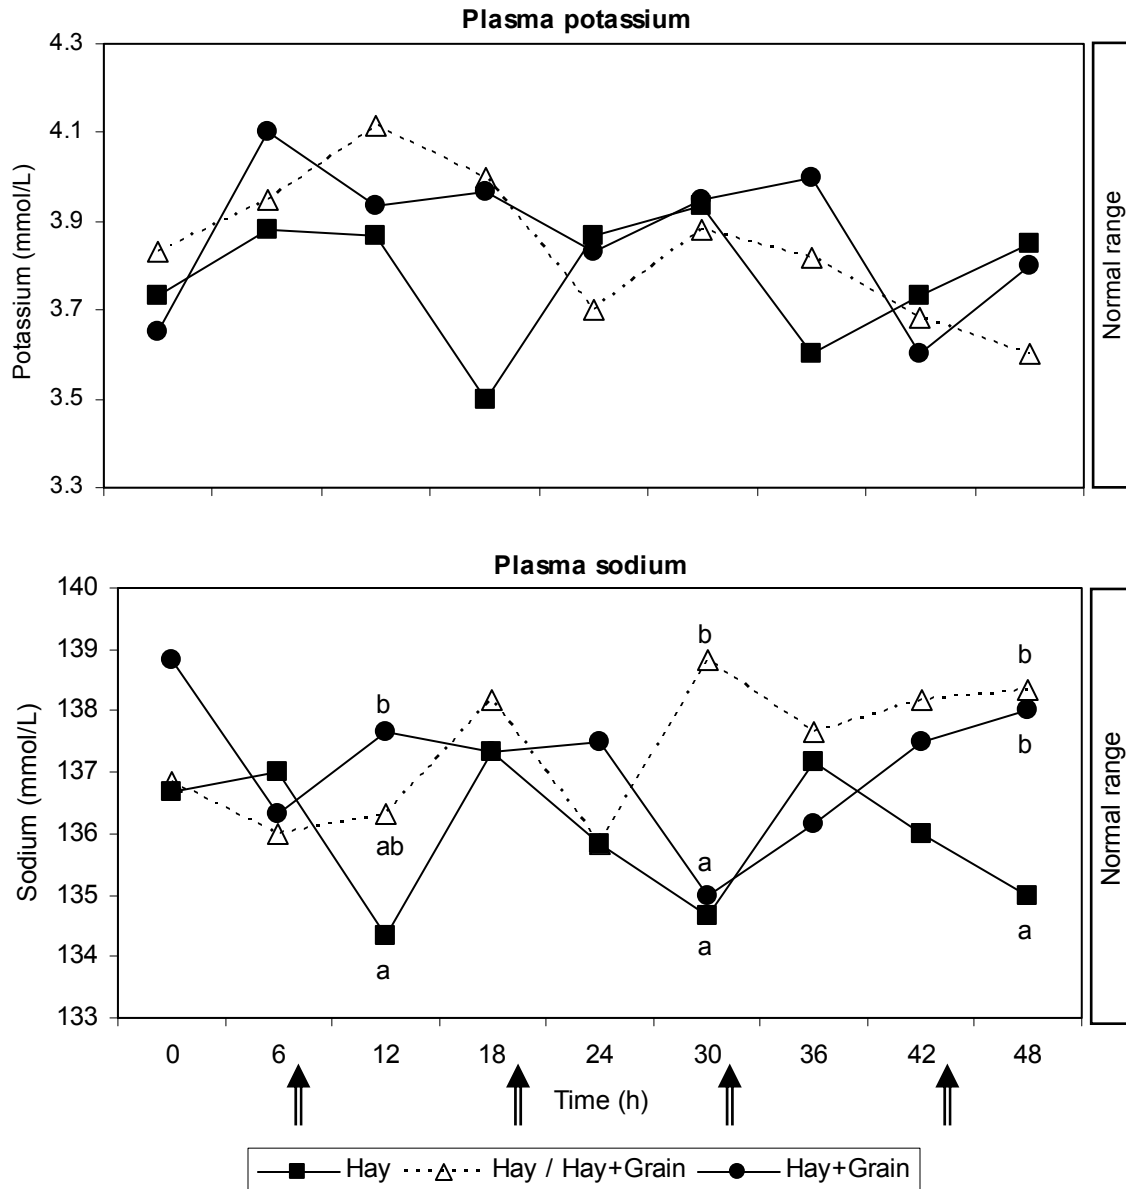 Plasma potassium
4.3
4.1
3.9
3.7
3.5
3.3
Potassium (mmol/L)
Normal range
Plasma sodium
140
139
138
137
136
135
134
133
Sodium (mmol/L)
b
ab
a
b
a
a
b
b
a
Normal range
0 6 12 18 24 30 36 42 48
Time (h)
Hay Hay / Hay+Grain Hay+Grain